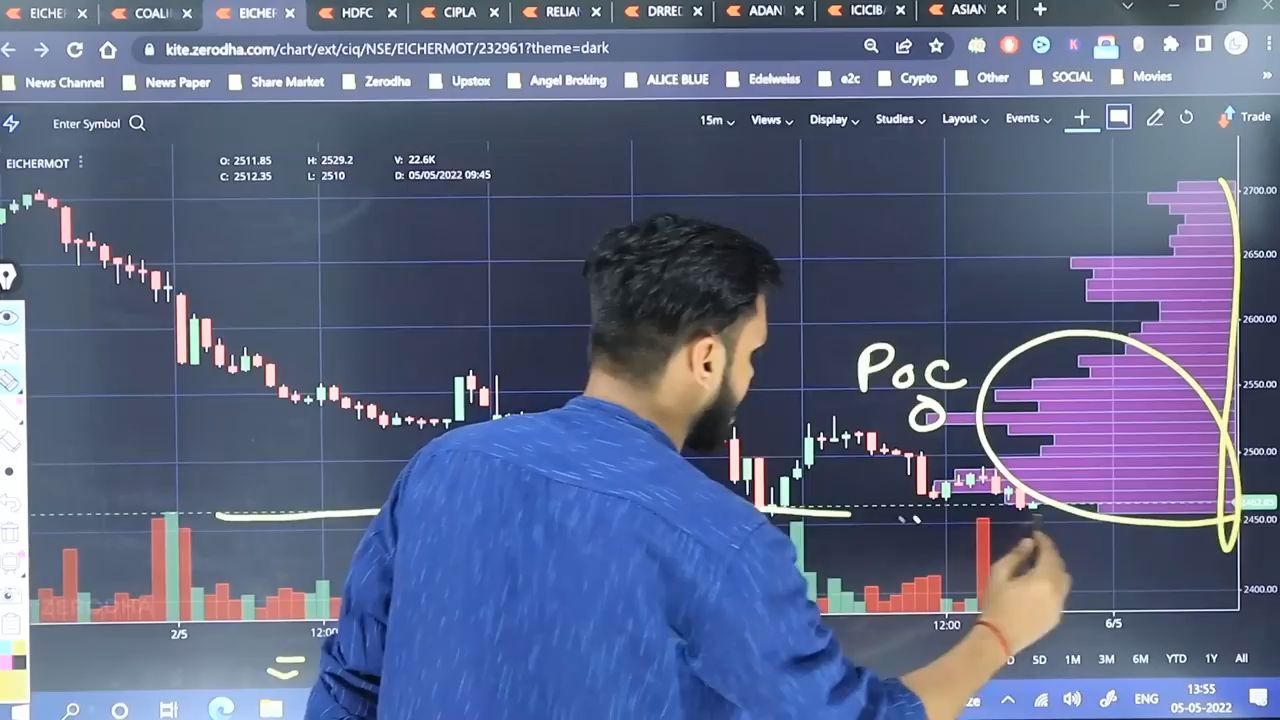 EICHER COALI EICHER HDFC CIPLA RELIAN DRRED ADAN ICICIB ASIAN
kite.zerodha.com/chart/ext/ciq/NSE/EICHERMOT/232961?theme=dark
News Channel News Paper Share Market Zerodha Upstox Angel Broking ALICE BLUE Edelweiss e2c Crypto Other SOCIAL Movies »
Enter Symbol 15m Views Display Studies Layout Events Trade
EICHERMOT O: 2511.85 H: 2529.2 V: 22.6K
C: 2512.35 L: 2510 D: 05/05/2022 09:45
2700.00
2650.00
2600.00
POC
2550.00
2500.00
2450.00
2400.00
ZERODHA
2/5 12:00 12:00 6/5
5D 1M 3M 6M YTD 1Y All
ENG 13:55
05-05-2022